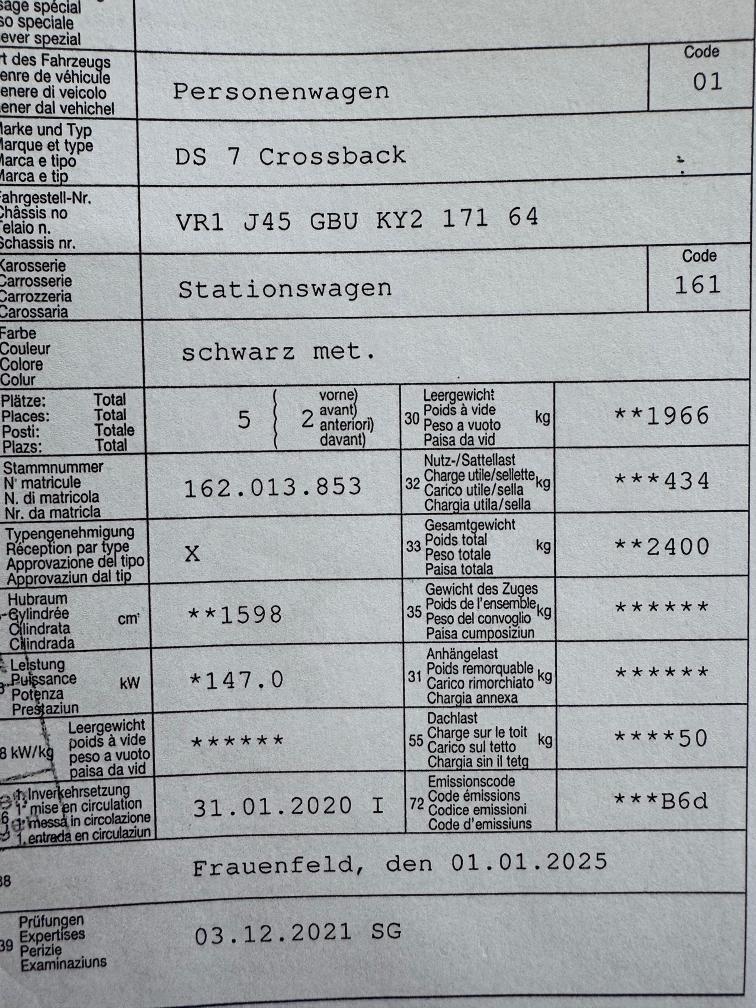 sage spécial
so speciale
ever spezial
rt des Fahrzeugs
enre de véhicule
enere di veicolo
ener dal vehichel
Personenwagen
Code
01
Marke und Typ
Marque et type
Marca e tipo
Marca e tip
DS 7 Crossback
Fahrgestell-Nr.
Châssis no
Telaio n.
Schassis nr.
VR1 J45 GBU KY2 171 64
Karosserie
Carrosserie
Carrozzeria
Carossaria
Stationswagen
Code
161
Farbe
Couleur
Colore
Colur
schwarz met.
Plätze: Total
Places: Total
Posti: Totale
Plazs: Total
5
2
vorne)
avant)
anteriori)
davant)
30
Leergewicht
Poids à vide
Peso a vuoto
Paisa da vid
kg
**1966
Stammnummer
N° matricule
N. di matricola
Nr. da matricla
162.013.853
32
Nutz-/Sattellast
Charge utile/sellette
Carico utile/sella
Chargia utila/sella
kg
***434
Typengenehmigung
Réception par type
Approvazione del tipo
Approvaziun dal tip
X
33
Gesamtgewicht
Poids total
Peso totale
Paisa totala
kg
**2400
Hubraum
Cylindrée
Cilindrata
Cilindrada
cm³
**1598
35
Gewicht des Zuges
Poids de l'ensemble
Peso del convoglio
Paisa cumposiziun
kg
******
Leistung
Puissance
Potenza
Prestaziun
kW
*147.0
31
Anhängelast
Poids remorquable
Carico rimorchiato
Chargia annexa
kg
******
8 kW/kg
Leergewicht
poids à vide
peso a vuoto
paisa da vid
******
55
Dachlast
Charge sur le toit
Carico sul tetto
Chargia sin il tetg
kg
****50
Inverkehrsetzung
mise en circulation
messa in circolazione
1. entrada en circulaziun
31.01.2020 I
72
Emissionscode
Code émissions
Codice emissioni
Code d'emissiuns
***B6d
38
Frauenfeld, den 01.01.2025
39
Prüfungen
Expertises
Perizie
Examinaziuns
03.12.2021 SG